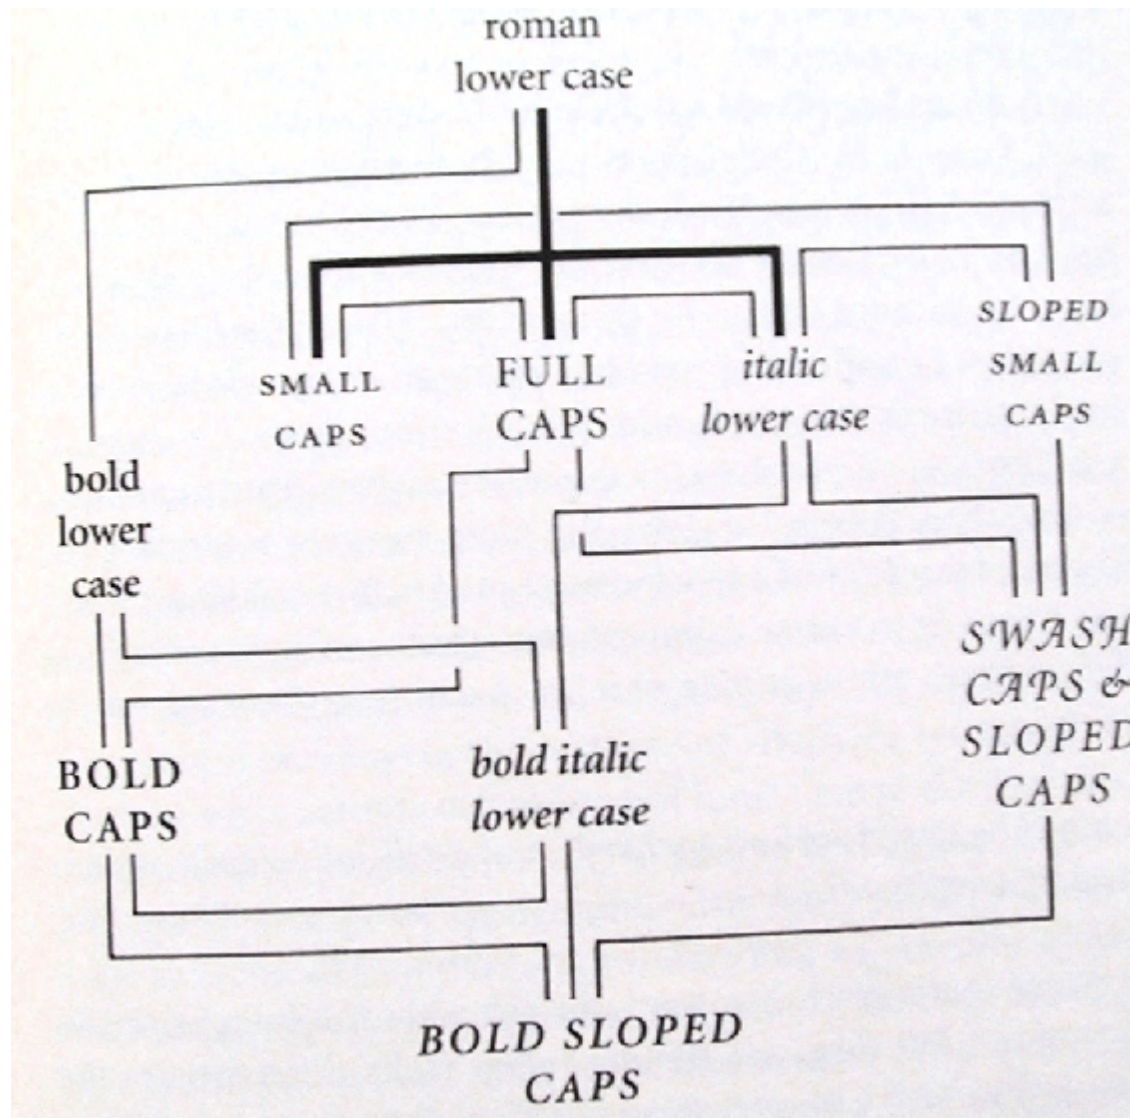 roman
lower case
SMALL
CAPS
FULL
CAPS
italic
lower case
SLOPED
SMALL
CAPS
bold
lower
case
SWASH
CAPS &
SLOPED
CAPS
BOLD
CAPS
bold italic
lower case
BOLD SLOPED
CAPS